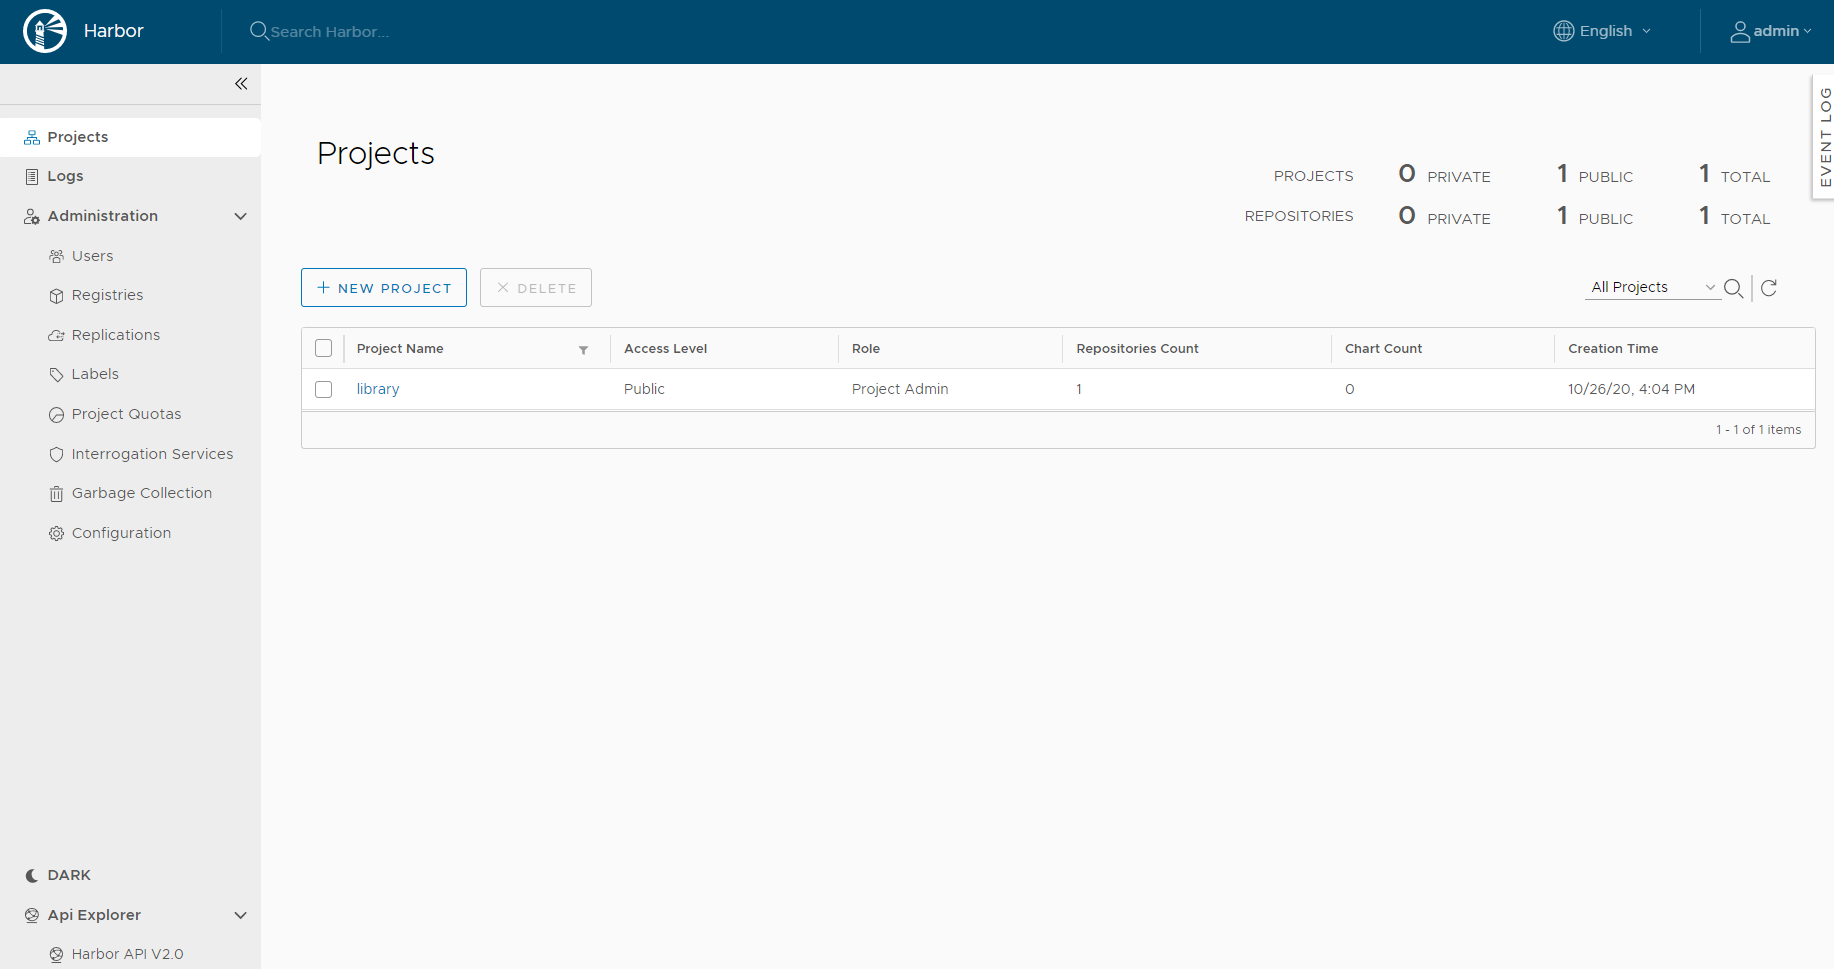 Harbor
Search Harbor...
English
admin
EVENT LOG
Projects
Logs
Administration
Users
Registries
Replications
Labels
Project Quotas
Interrogation Services
Garbage Collection
Configuration
DARK
Api Explorer
Harbor API V2.0
Projects
PROJECTS 0 PRIVATE 1 PUBLIC 1 TOTAL
REPOSITORIES 0 PRIVATE 1 PUBLIC 1 TOTAL
NEW PROJECT DELETE
All Projects
Project Name Access Level Role Repositories Count Chart Count Creation Time
library Public Project Admin 1 0 10/26/20, 4:04 PM
1 - 1 of 1 items